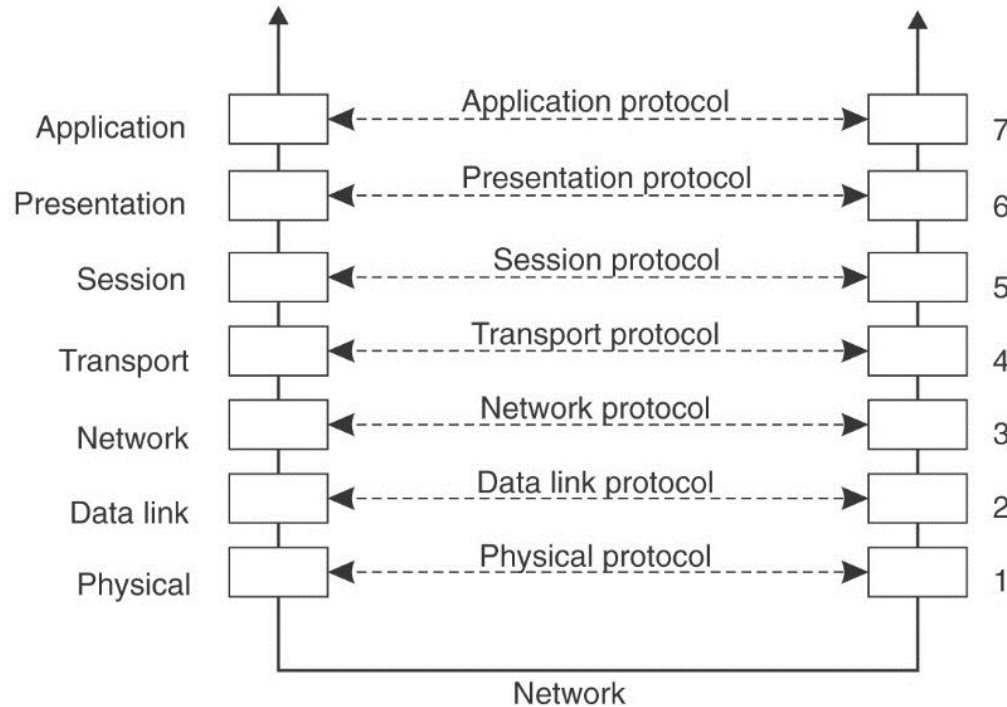 Application protocol
Application
7
Presentation protocol
Presentation
6
Session protocol
Session
5
Transport protocol
Transport
4
Network protocol
Network
3
Data link protocol
Data link
2
Physical protocol
Physical
1
Network